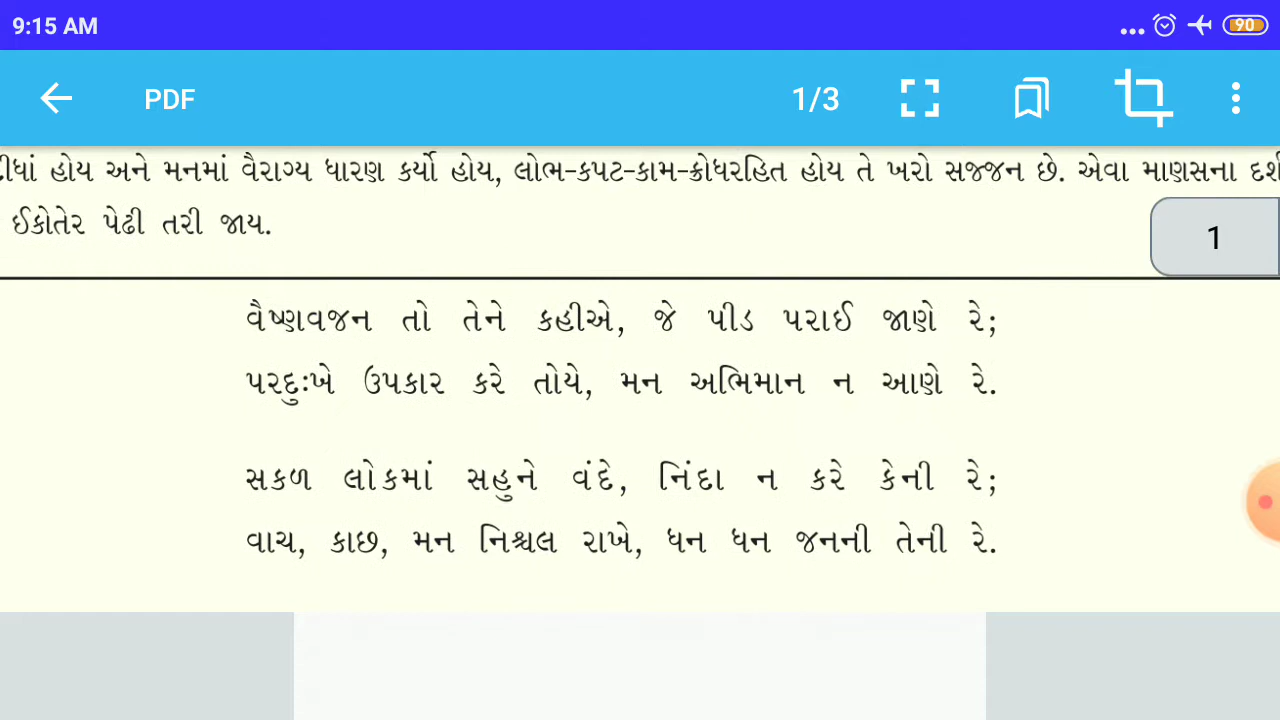 9:15 AM
90
PDF
1/3
હોય અને મનમાં વૈરાગ્ય ધારણ કર્યો હોય, લોભ-કપટ-કામ-ક્રોધરહિત હોય તે ખરો સજ્જન છે. એવા માણસના
ઈકોતેર પેઢી તરી જાય.
1
વૈષ્ણવજન તો તેને કહીએ, જે પીડ પરાઈ જાણે રે;
પરદુઃખે ઉપકાર કરે તોયે, મન અભિમાન ન આણે રે.
સકળ લોકમાં સહુને વંદે, નિંદા ન કરે કેની રે;
વાચ, કાછ, મન નિશ્ચલ રાખે, ધન ધન જનની તેની રે.